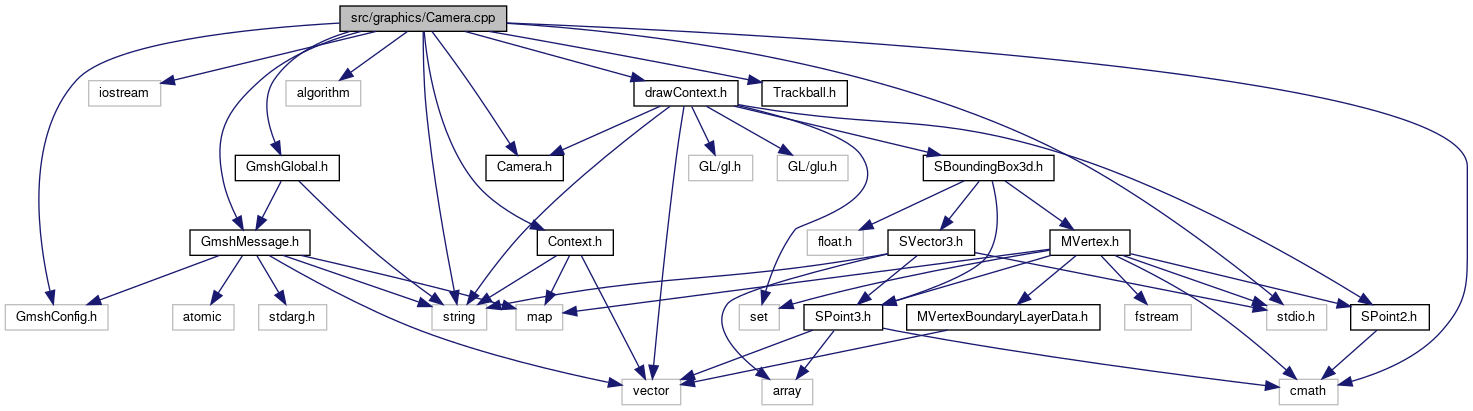 src/graphics/Camera.cpp
iostream
algorithm
drawContext.h
Trackball.h
GmshGlobal.h
Camera.h
GL/gl.h
GL/glu.h
SBoundingBox3d.h
GmshMessage.h
Context.h
float.h
SVector3.h
MVertex.h
GmshConfig.h
atomic
stdarg.h
string
map
set
SPoint3.h
MVertexBoundaryLayerData.h
fstream
stdio.h
SPoint2.h
vector
array
cmath